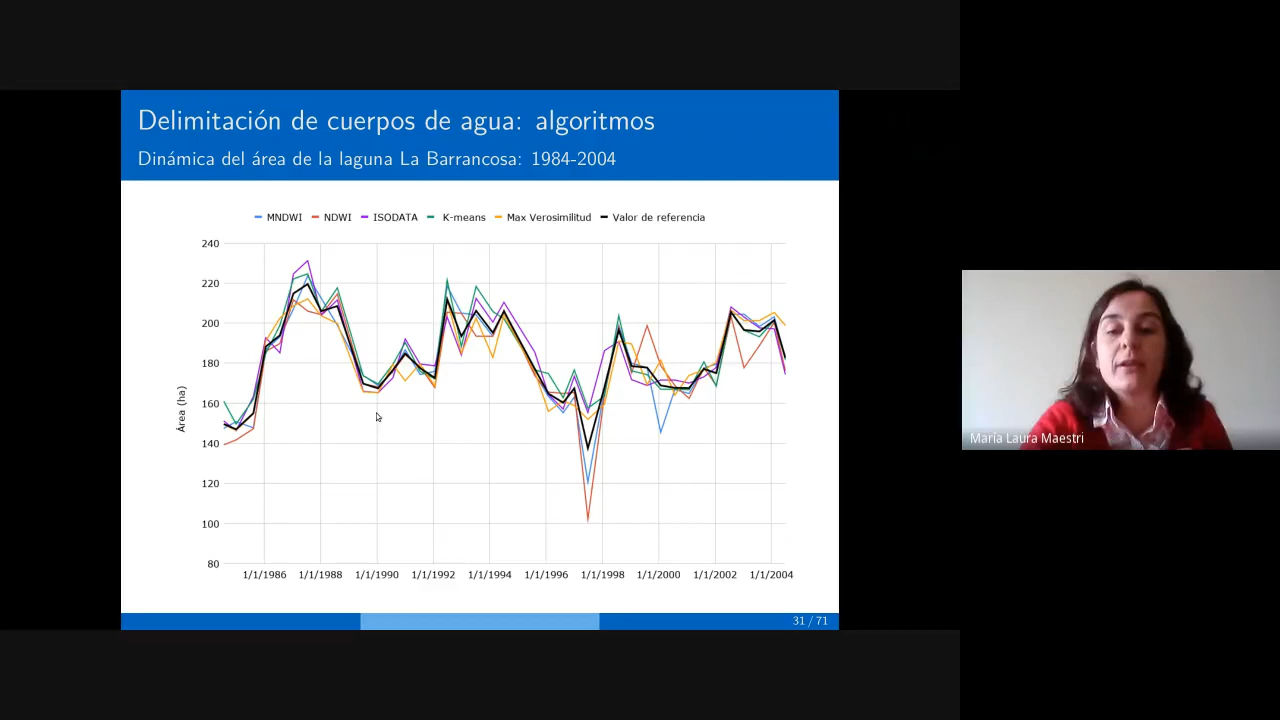 Delimitación de cuerpos de agua: algoritmos
Dinámica del área de la laguna La Barrancosa: 1984-2004
MNDWI NDWI ISODATA K-means Max Verosimilitud Valor de referencia
240
220
200
180
160
140
120
100
80
Área (ha)
1/1/1986 1/1/1988 1/1/1990 1/1/1992 1/1/1994 1/1/1996 1/1/1998 1/1/2000 1/1/2002 1/1/2004
31 / 71
María Laura Maestri